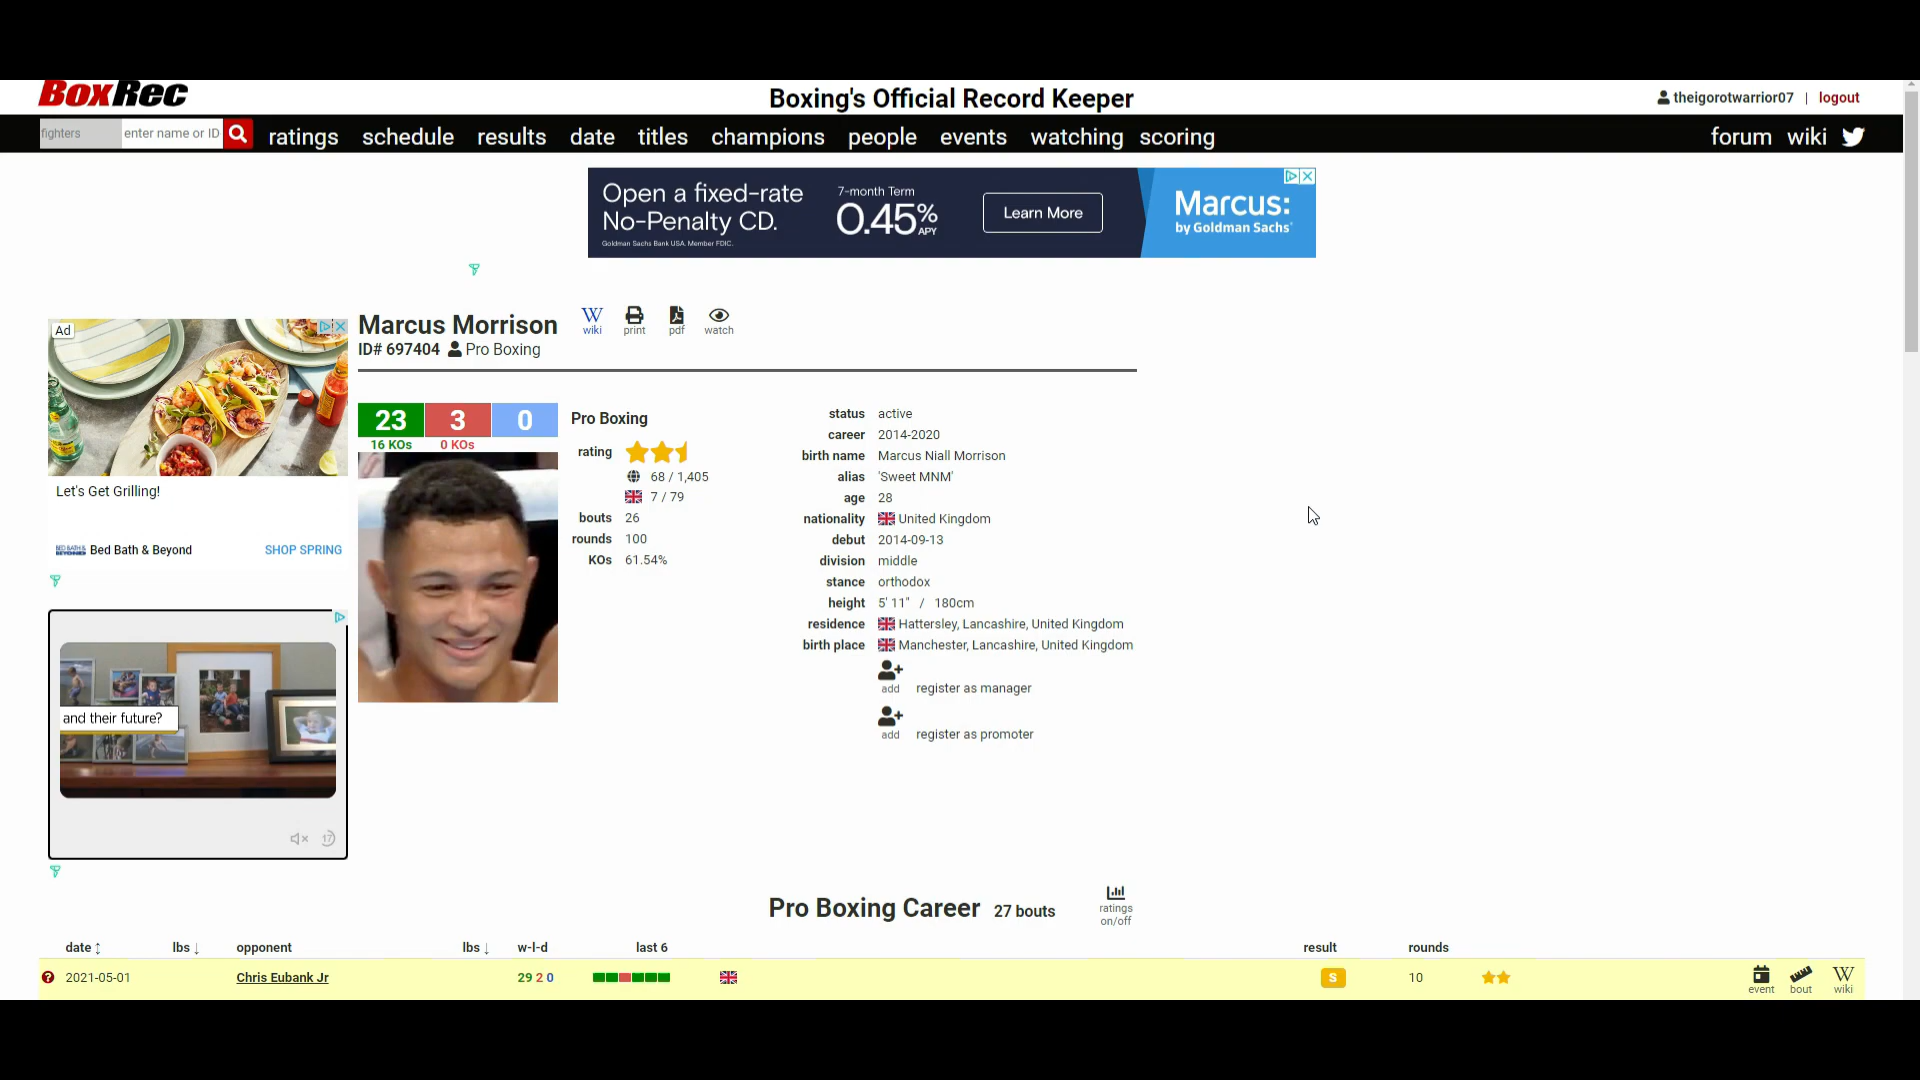 BoxRec
Boxing's Official Record Keeper
theigorotwarrior07 | logout
fighters enter name or ID ratings schedule results date titles champions people events watching scoring forum wiki
Open a fixed-rate
No-Penalty CD.
Goldman Sachs Bank USA. Member FDIC.
7-month Term
0.45% APY
Learn More
Marcus:
by Goldman Sachs
Ad
Let's Get Grilling!
BED BATH & BEYOND Bed Bath & Beyond SHOP SPRING
and their future?
17
Marcus Morrison
W wiki print pdf watch
ID# 697404 Pro Boxing
23 3 0
16 KOs 0 KOs
Pro Boxing
rating
68 / 1,405
7 / 79
bouts 26
rounds 100
KOs 61.54%
status active
career 2014-2020
birth name Marcus Niall Morrison
alias 'Sweet MNM'
age 28
nationality United Kingdom
debut 2014-09-13
division middle
stance orthodox
height 5' 11" / 180cm
residence Hattersley, Lancashire, United Kingdom
birth place Manchester, Lancashire, United Kingdom
add register as manager
add register as promoter
Pro Boxing Career 27 bouts
ratings
on/off
date lbs opponent lbs w-l-d last 6 result rounds
? 2021-05-01 Chris Eubank Jr 29 2 0 S 10 event bout W wiki